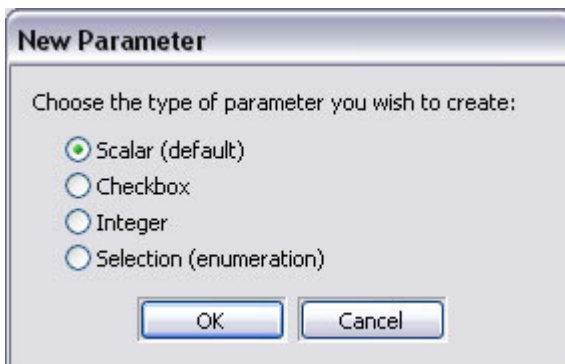 New Parameter
Choose the type of parameter you wish to create:
Scalar (default)
Checkbox
Integer
Selection (enumeration)
OK Cancel